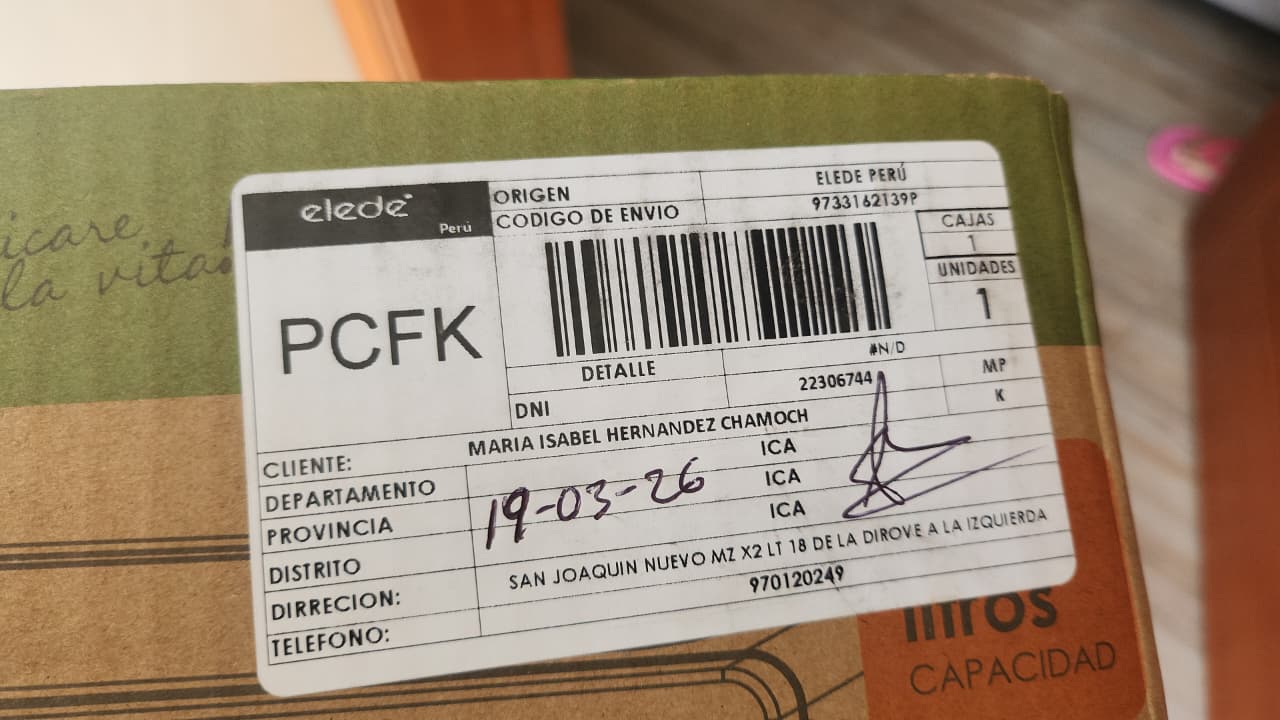 icare
la vita
elede
Perú
ORIGEN
ELEDE PERÚ
CODIGO DE ENVIO
9733162139P
CAJAS
1
UNIDADES
1
PCFK
DETALLE
#N/D
DNI
22306744
MP
K
CLIENTE:
MARIA ISABEL HERNANDEZ CHAMOCH
DEPARTAMENTO
ICA
PROVINCIA
ICA
19-03-26
DISTRITO
ICA
DIRRECION:
SAN JOAQUIN NUEVO MZ X2 LT 18 DE LA DIROVE A LA IZQUIERDA
TELEFONO:
970120249
CAPACIDAD